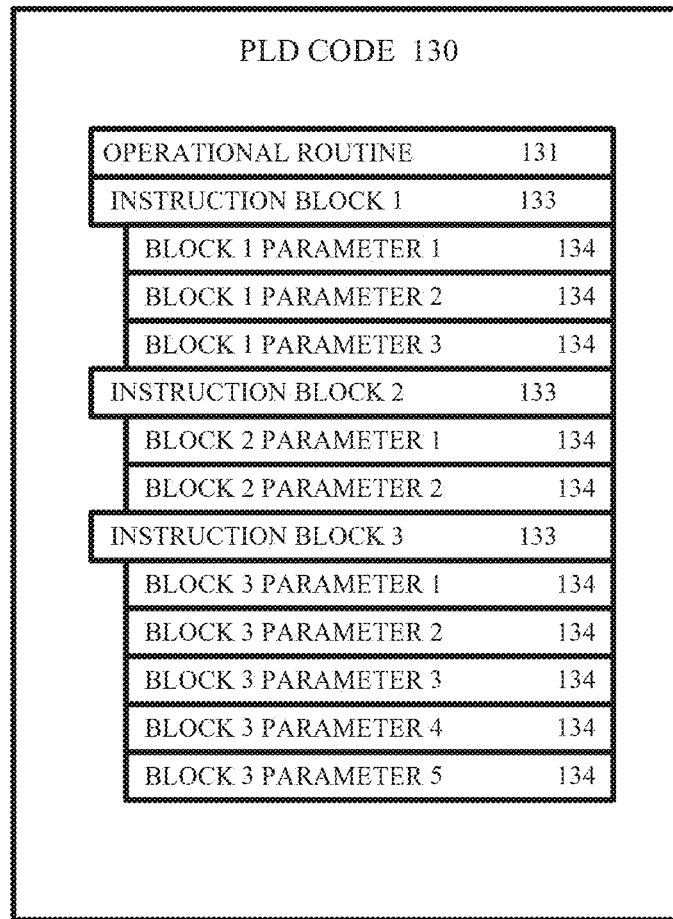 PLD CODE 130
OPERATIONAL ROUTINE 131
INSTRUCTION BLOCK 1 133
BLOCK 1 PARAMETER 1 134
BLOCK 1 PARAMETER 2 134
BLOCK 1 PARAMETER 3 134
INSTRUCTION BLOCK 2 133
BLOCK 2 PARAMETER 1 134
BLOCK 2 PARAMETER 2 134
INSTRUCTION BLOCK 3 133
BLOCK 3 PARAMETER 1 134
BLOCK 3 PARAMETER 2 134
BLOCK 3 PARAMETER 3 134
BLOCK 3 PARAMETER 4 134
BLOCK 3 PARAMETER 5 134